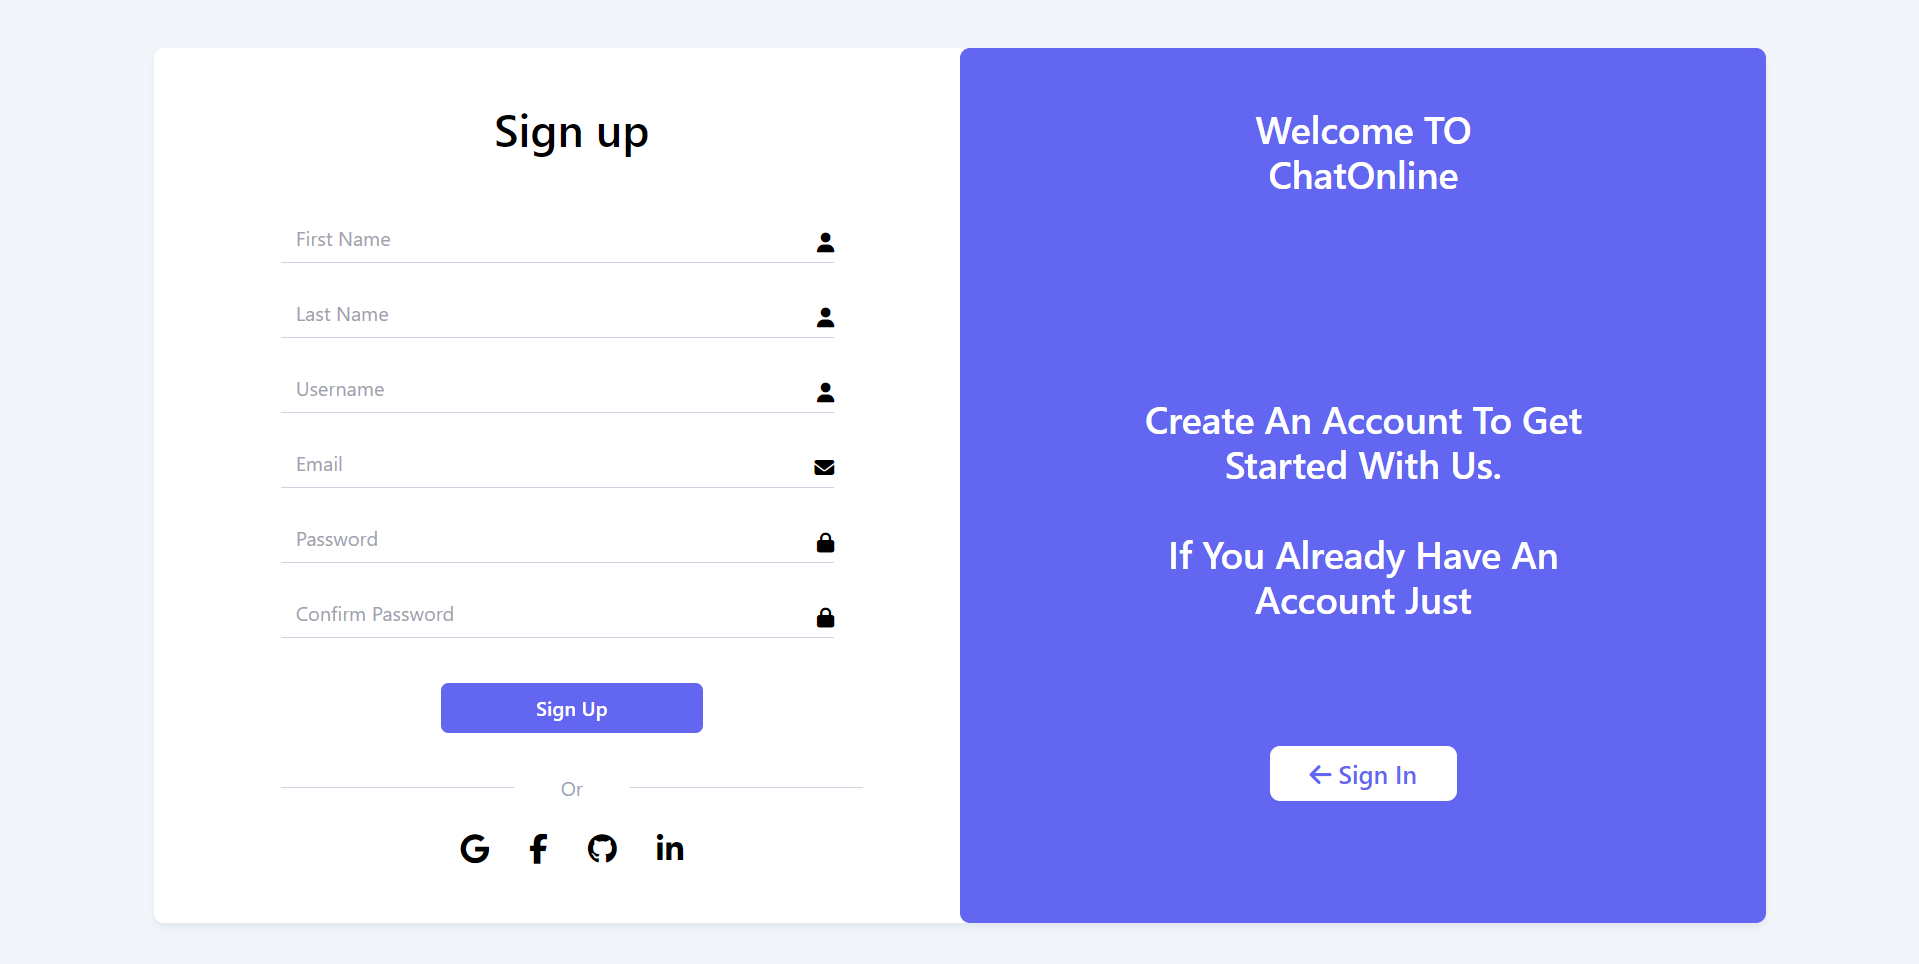 Sign up
First Name
Last Name
Username
Email
Password
Confirm Password
Sign Up
Or
Welcome TO
ChatOnline
Create An Account To Get
Started With Us.
If You Already Have An
Account Just
Sign In